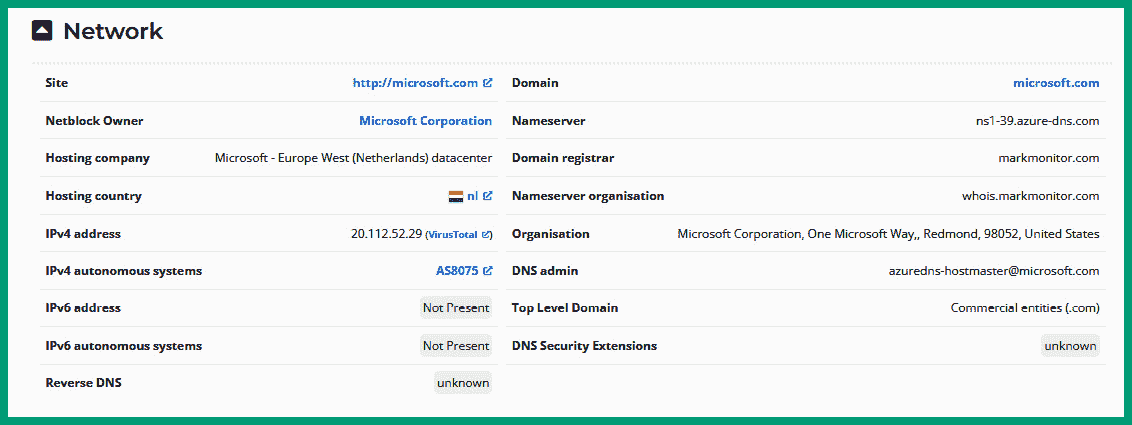 Network
Site http://microsoft.com Domain microsoft.com
Netblock Owner Microsoft Corporation Nameserver ns1-39.azure-dns.com
Hosting company Microsoft - Europe West (Netherlands) datacenter Domain registrar markmonitor.com
Hosting country nl Nameserver organisation whois.markmonitor.com
IPv4 address 20.112.52.29 (VirusTotal) Organisation Microsoft Corporation, One Microsoft Way,, Redmond, 98052, United States
IPv4 autonomous systems AS8075 DNS admin azuredns-hostmaster@microsoft.com
IPv6 address Not Present Top Level Domain Commercial entities (.com)
IPv6 autonomous systems Not Present DNS Security Extensions unknown
Reverse DNS unknown